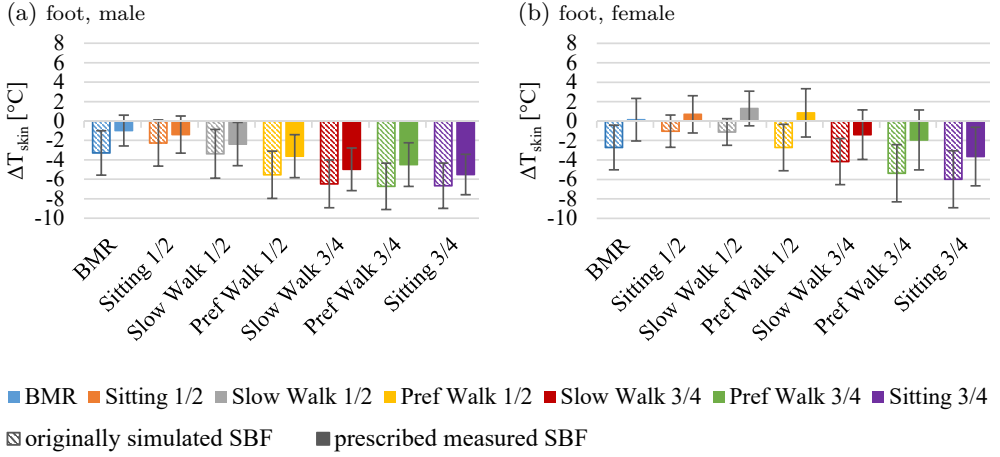 (a) foot, male
(b) foot, female
ΔT_skin [°C]
8
6
4
2
0
-2
-4
-6
-8
-10
BMR
Sitting 1/2
Slow Walk 1/2
Pref Walk 1/2
Slow Walk 3/4
Pref Walk 3/4
Sitting 3/4
ΔT_skin [°C]
8
6
4
2
0
-2
-4
-6
-8
-10
BMR
Sitting 1/2
Slow Walk 1/2
Pref Walk 1/2
Slow Walk 3/4
Pref Walk 3/4
Sitting 3/4
BMR Sitting 1/2 Slow Walk 1/2 Pref Walk 1/2 Slow Walk 3/4 Pref Walk 3/4 Sitting 3/4
originally simulated SBF prescribed measured SBF